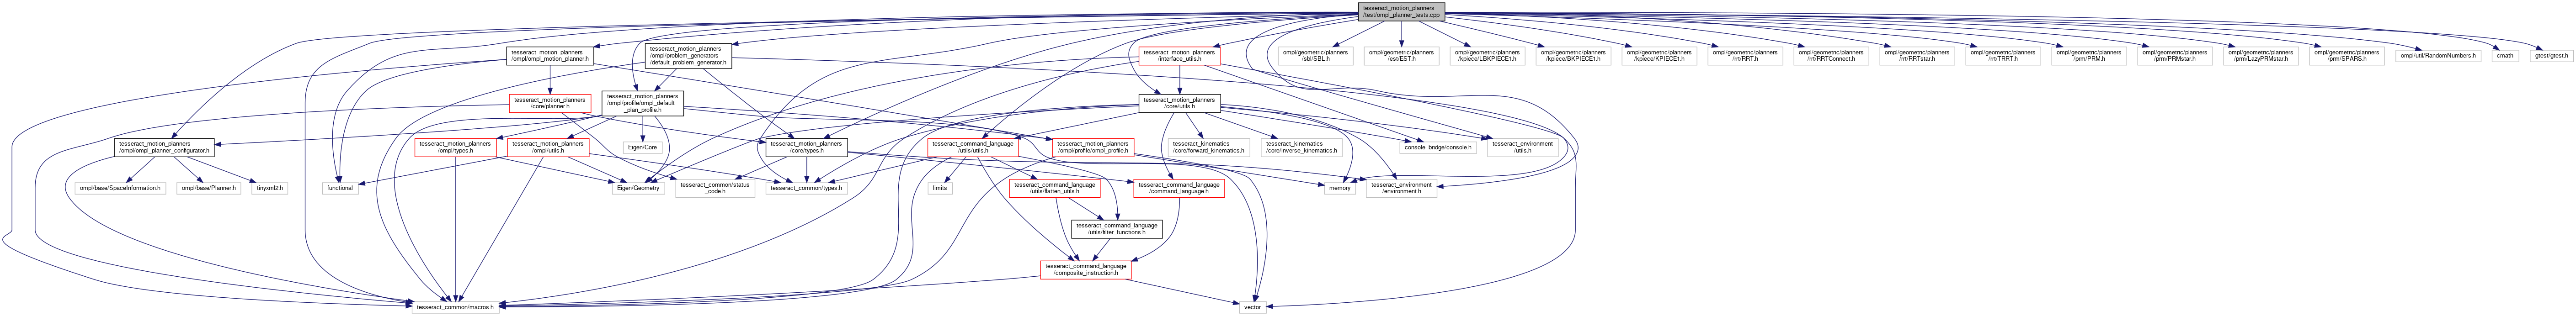 tesseract_motion_planners
/test/ompl_planner_tests.cpp
tesseract_motion_planners
/ompl/ompl_motion_planner.h
tesseract_motion_planners
/ompl/problem_generators
/default_problem_generator.h
tesseract_motion_planners
/interface_utils.h
ompl/geometric/planners
/sbl/SBL.h
ompl/geometric/planners
/est/EST.h
ompl/geometric/planners
/kpiece/LBKPIECE1.h
ompl/geometric/planners
/kpiece/BKPIECE1.h
ompl/geometric/planners
/kpiece/KPIECE1.h
ompl/geometric/planners
/rrt/RRT.h
ompl/geometric/planners
/rrt/RRTConnect.h
ompl/geometric/planners
/rrt/RRTstar.h
ompl/geometric/planners
/rrt/TRRT.h
ompl/geometric/planners
/prm/PRM.h
ompl/geometric/planners
/prm/PRMstar.h
ompl/geometric/planners
/prm/LazyPRMstar.h
ompl/geometric/planners
/prm/SPARS.h
ompl/util/RandomNumbers.h
cmath
gtest/gtest.h
tesseract_motion_planners
/core/planner.h
tesseract_motion_planners
/ompl/profile/ompl_default
_plan_profile.h
tesseract_motion_planners
/core/utils.h
tesseract_motion_planners
/ompl/ompl_planner_configurator.h
tesseract_motion_planners
/ompl/types.h
tesseract_motion_planners
/ompl/utils.h
Eigen/Core
tesseract_motion_planners
/core/types.h
tesseract_command_language
/utils/utils.h
tesseract_motion_planners
/ompl/profile/ompl_profile.h
tesseract_kinematics
/core/forward_kinematics.h
tesseract_kinematics
/core/inverse_kinematics.h
console_bridge/console.h
tesseract_environment
/utils.h
ompl/base/SpaceInformation.h
ompl/base/Planner.h
tinyxml2.h
functional
Eigen/Geometry
tesseract_common/status
_code.h
tesseract_common/types.h
limits
tesseract_command_language
/utils/flatten_utils.h
tesseract_command_language
/command_language.h
memory
tesseract_environment
/environment.h
tesseract_command_language
/utils/filter_functions.h
tesseract_command_language
/composite_instruction.h
tesseract_common/macros.h
vector